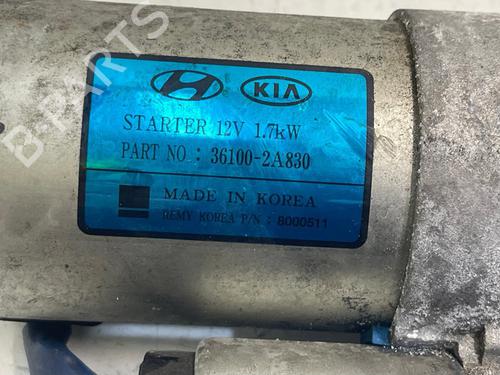 KIA
STARTER 12V 1.7kW
PART NO.: 36100-2A830
MADE IN KOREA
REMY KOREA P/N : 8000511
B-PARTS